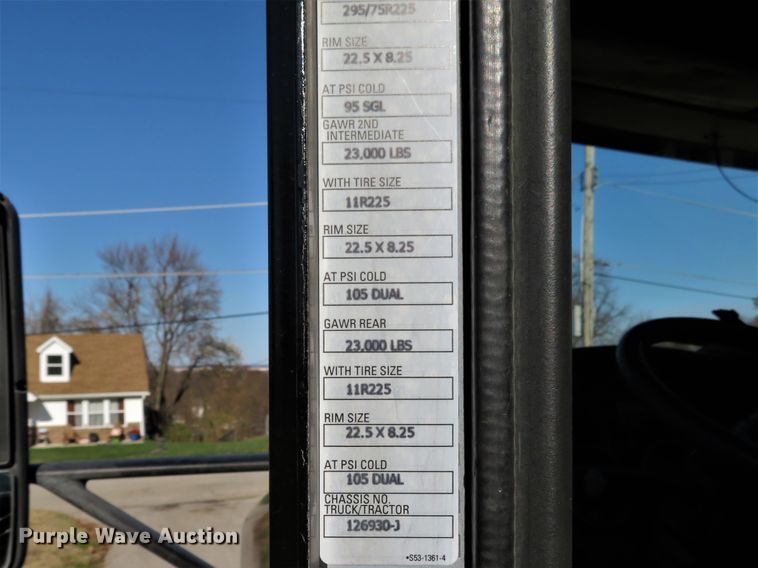 295/75R225
RIM SIZE
22.5 X 8.25
AT PSI COLD
95 SGL
GAWR 2ND
INTERMEDIATE
23,000 LBS
WITH TIRE SIZE
11R225
RIM SIZE
22.5 X 8.25
AT PSI COLD
105 DUAL
GAWR REAR
23,000 LBS
WITH TIRE SIZE
11R225
RIM SIZE
22.5 X 8.25
AT PSI COLD
105 DUAL
CHASSIS NO.
TRUCK/TRACTOR
126930-J
*S53-1361-4
Purple Wave Auction